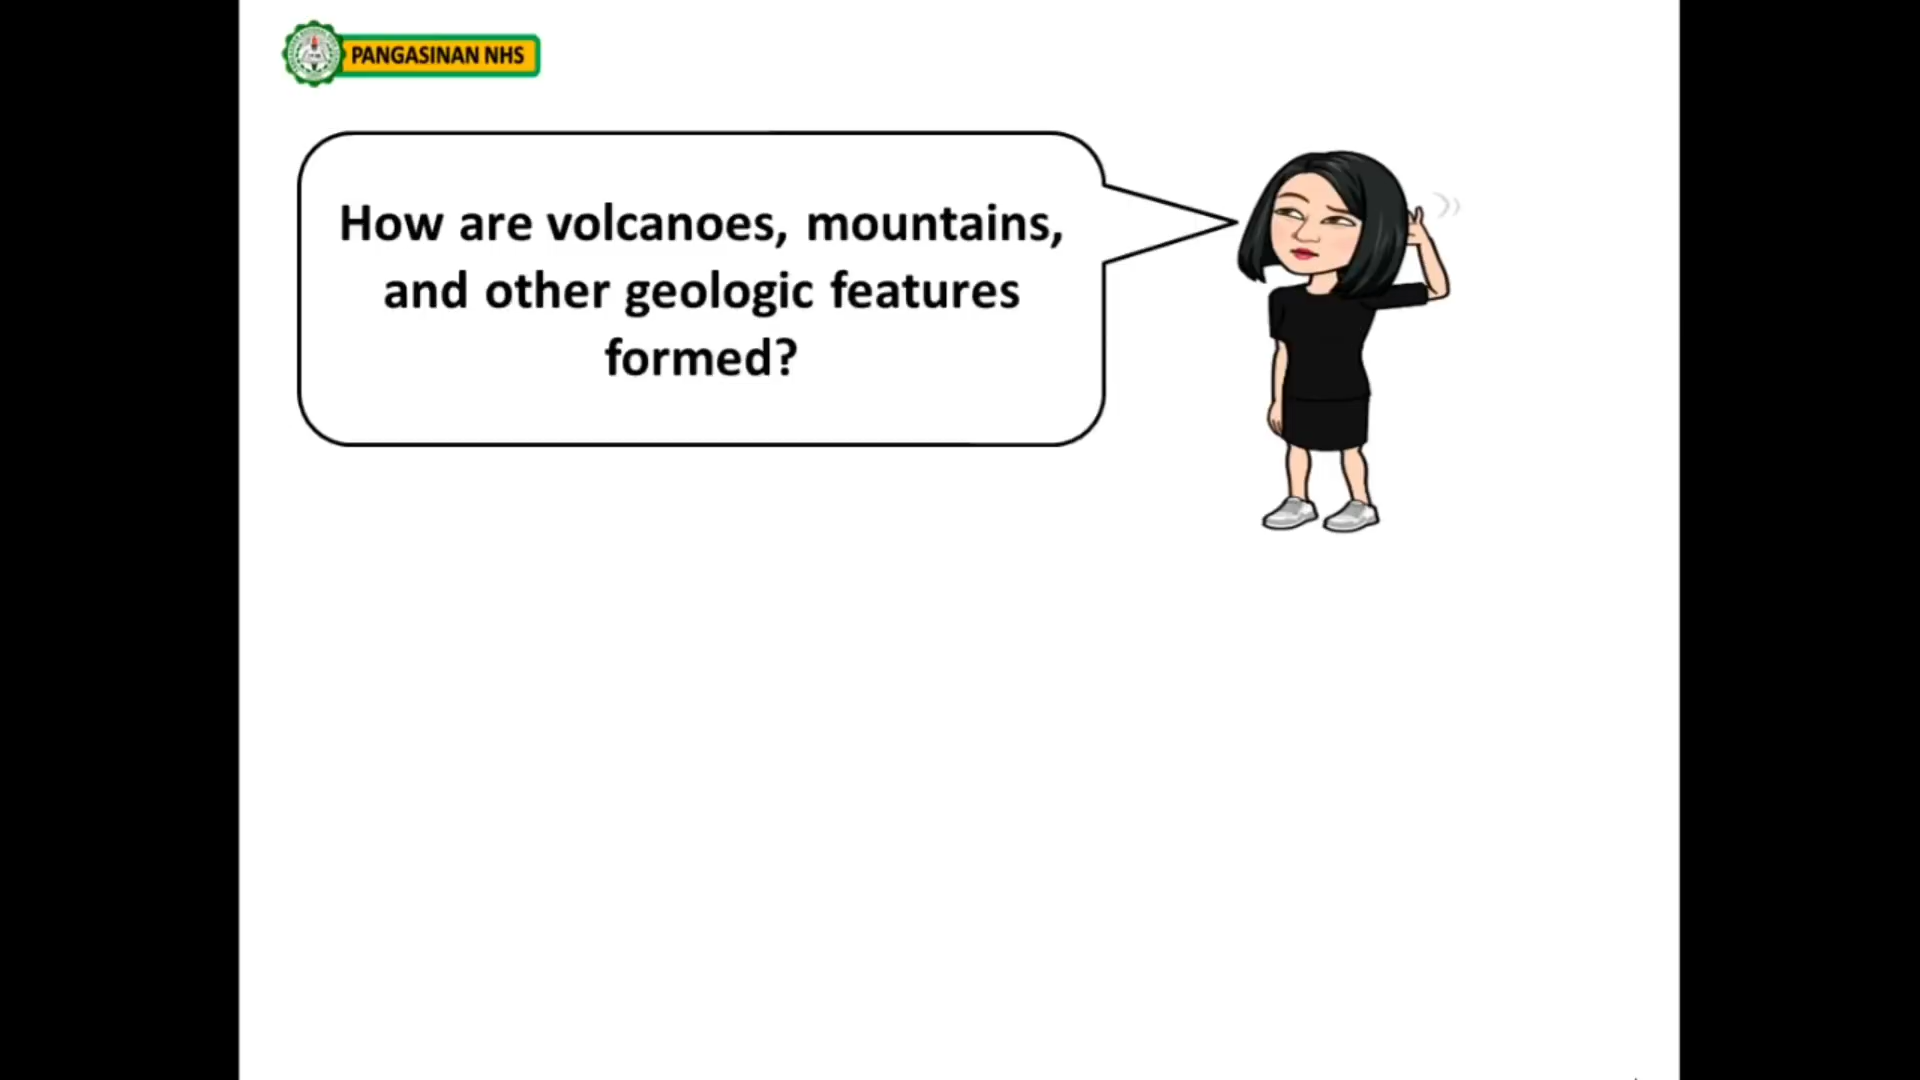 PANGASINAN NHS
How are volcanoes, mountains,
and other geologic features
formed?